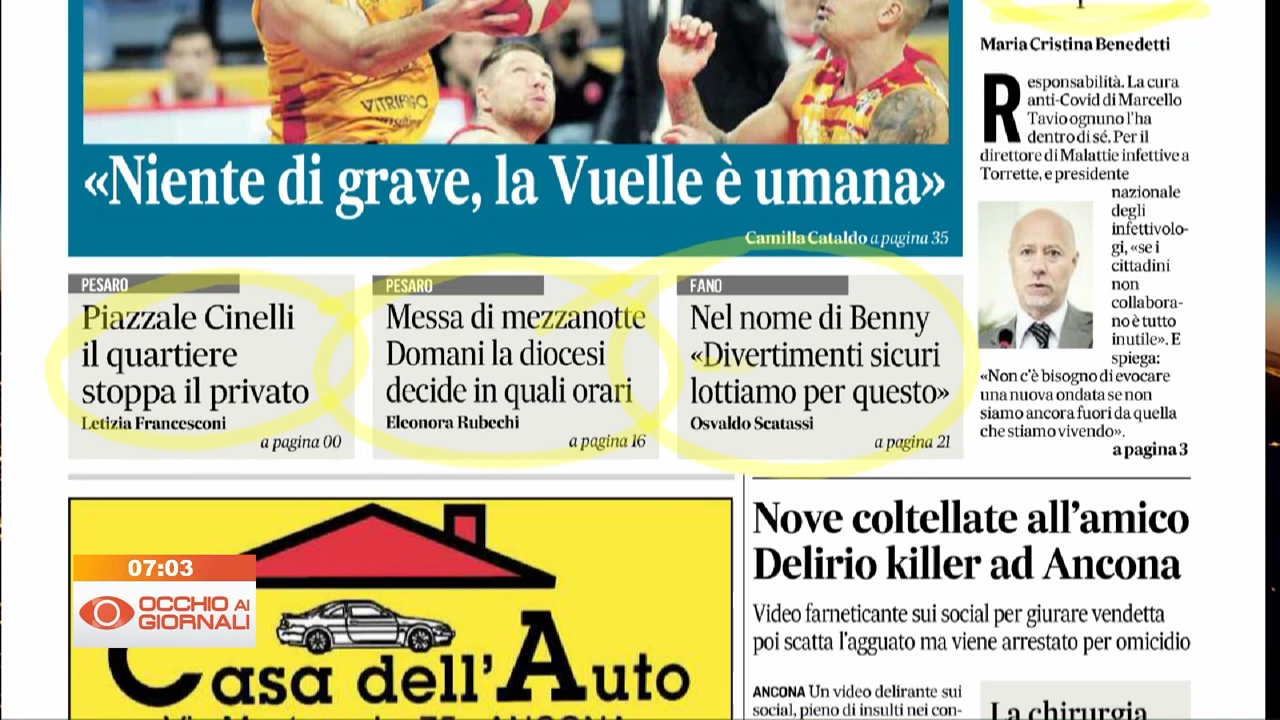 VITRIFRIGO
«Niente di grave, la Vuelle è umana»
Camilla Cataldo a pagina 35
PESARO
Piazzale Cinelli
il quartiere
stoppa il privato
Letizia Francesconi
a pagina 00
PESARO
Messa di mezzanotte
Domani la diocesi
decide in quali orari
Eleonora Rubechi
a pagina 16
FANO
Nel nome di Benny
«Divertimenti sicuri
lottiamo per questo»
Osvaldo Scatassi
a pagina 21
Maria Cristina Benedetti
Responsabilità. La cura
anti-Covid di Marcello
Tavio ognuno l'ha
dentro di sé. Per il
direttore di Malattie infettive a
Torrette, e presidente
nazionale
degli
infettivolo-
gi, «se i
cittadini
non
collabora-
no è tutto
inutile». E
spiega:
«Non c'è bisogno di evocare
una nuova ondata se non
siamo ancora fuori da quella
che stiamo vivendo».
a pagina 3
Nove coltellate all'amico
Delirio killer ad Ancona
Video farneticante sui social per giurare vendetta
poi scatta l'agguato ma viene arrestato per omicidio
ANCONA Un video delirante sui
social, pieno di insulti nei con-
La chirurgia
Casa dell'Auto
07:03
OCCHIO AI
GIORNALI